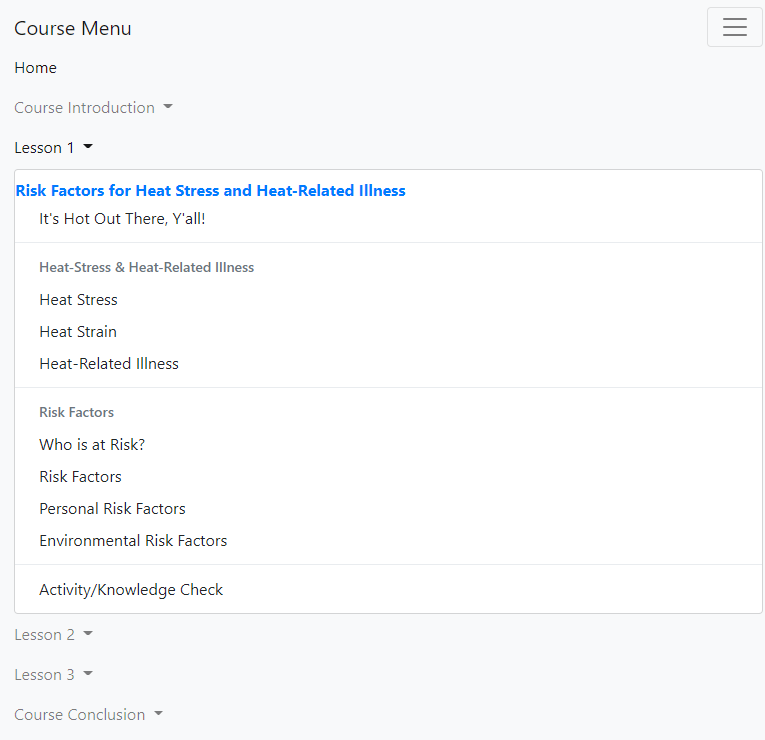 Course Menu
Home
Course Introduction
Lesson 1
Risk Factors for Heat Stress and Heat-Related Illness
It's Hot Out There, Y'all!
Heat-Stress & Heat-Related Illness
Heat Stress
Heat Strain
Heat-Related Illness
Risk Factors
Who is at Risk?
Risk Factors
Personal Risk Factors
Environmental Risk Factors
Activity/Knowledge Check
Lesson 2
Lesson 3
Course Conclusion